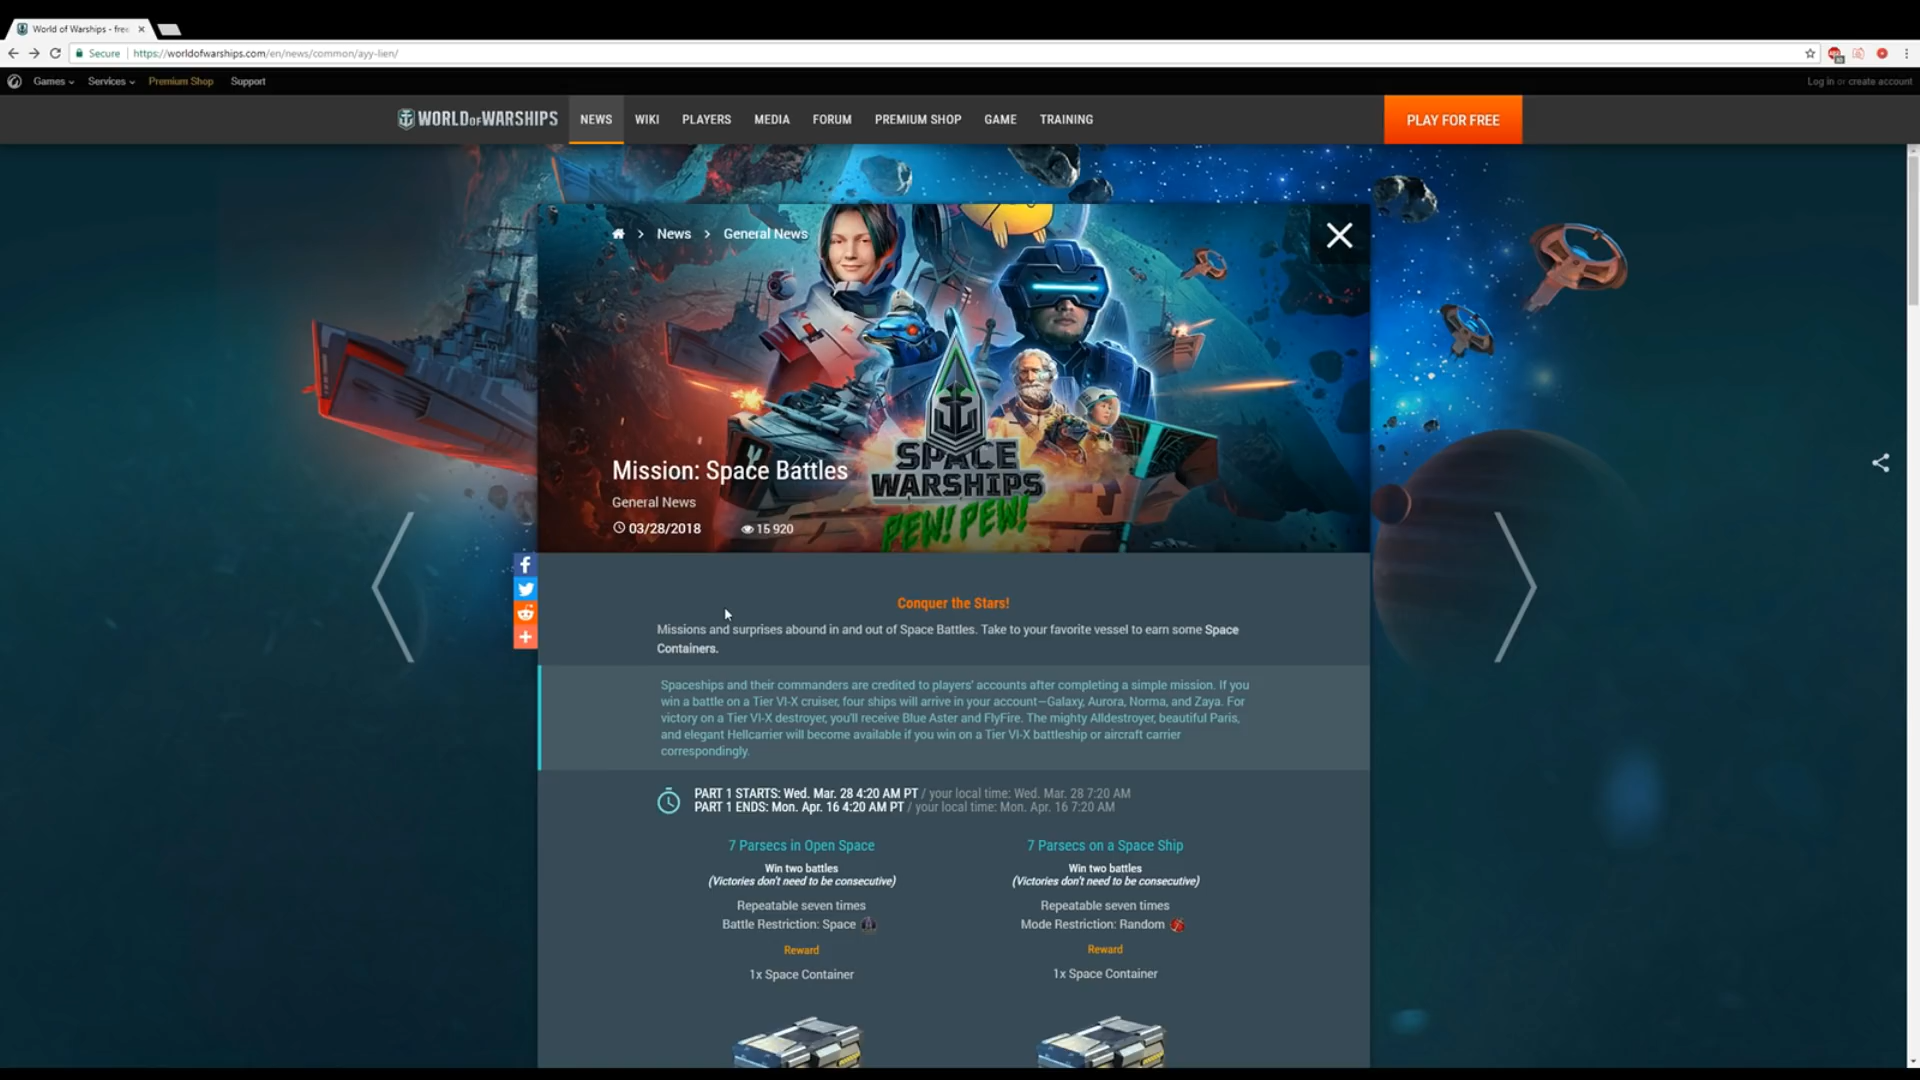 World of Warships - free
Secure https://worldofwarships.com/en/news/common/ayy-lien/
Games Services Premium Shop Support Log in or create account
WORLD OF WARSHIPS NEWS WIKI PLAYERS MEDIA FORUM PREMIUM SHOP GAME TRAINING PLAY FOR FREE
News > General News
SPACE
WARSHIPS
PEW! PEW!
Mission: Space Battles
General News
03/28/2018 15 920
Conquer the Stars!
Missions and surprises abound in and out of Space Battles. Take to your favorite vessel to earn some Space
Containers.
Spaceships and their commanders are credited to players' accounts after completing a simple mission. If you
win a battle on a Tier VI-X cruiser, four ships will arrive in your account—Galaxy, Aurora, Norma, and Zaya. For
victory on a Tier VI-X destroyer, you'll receive Blue Aster and FlyFire. The mighty Alldestroyer, beautiful Paris,
and elegant Hellcarrier will become available if you win on a Tier VI-X battleship or aircraft carrier
correspondingly.
PART 1 STARTS: Wed. Mar. 28 4:20 AM PT / your local time: Wed. Mar. 28 7:20 AM
PART 1 ENDS: Mon. Apr. 16 4:20 AM PT / your local time: Mon. Apr. 16 7:20 AM
7 Parsecs in Open Space
Win two battles
(Victories don't need to be consecutive)
Repeatable seven times
Battle Restriction: Space
Reward
1x Space Container
7 Parsecs on a Space Ship
Win two battles
(Victories don't need to be consecutive)
Repeatable seven times
Mode Restriction: Random
Reward
1x Space Container